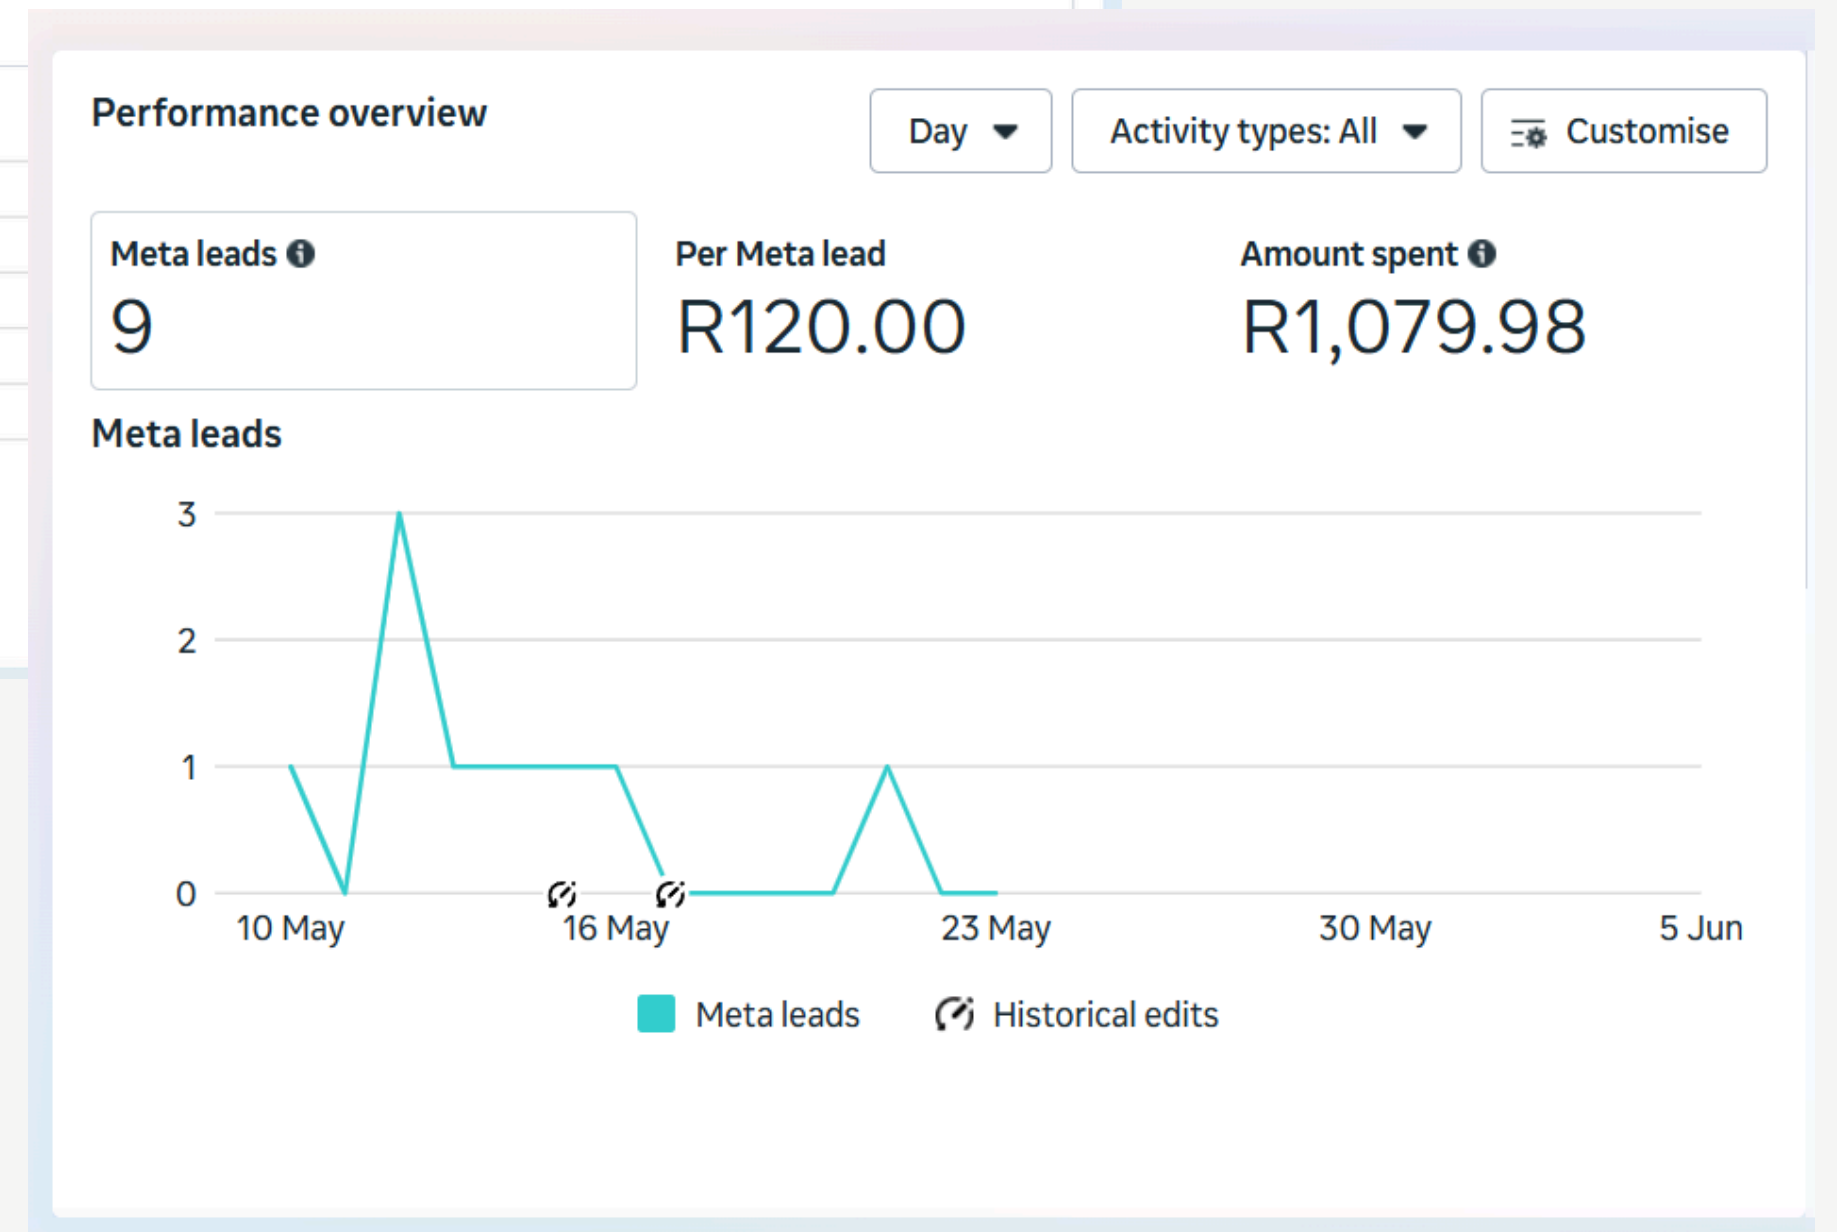 Performance overview
Day
Activity types: All
Customise
Meta leads
9
Per Meta lead
R120.00
Amount spent
R1,079.98
Meta leads
3
2
1
0
10 May
16 May
23 May
30 May
5 Jun
Meta leads
Historical edits